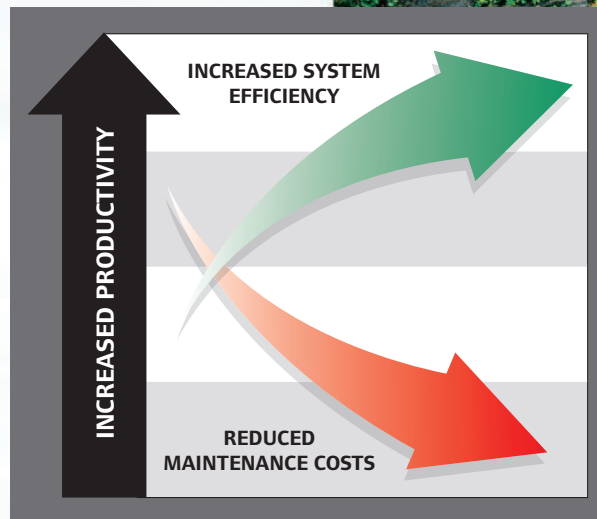 INCREASED SYSTEM
EFFICIENCY
INCREASED PRODUCTIVITY
REDUCED
MAINTENANCE COSTS